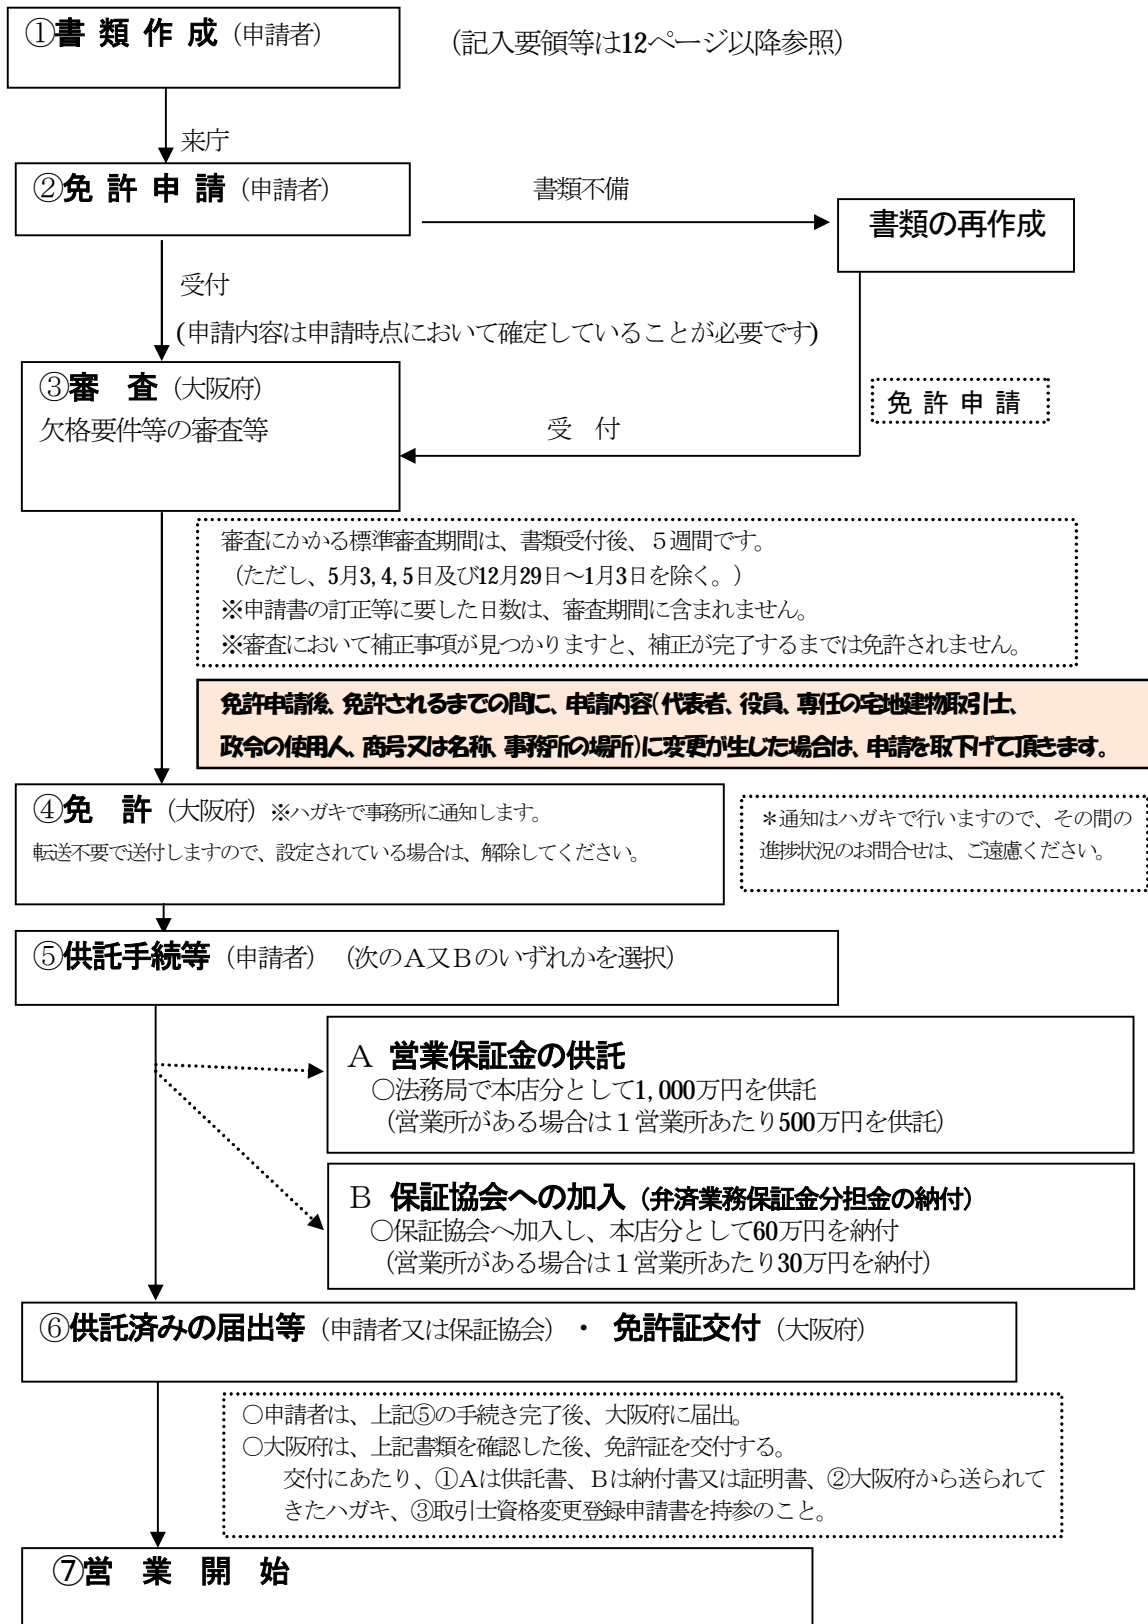 ①書 類 作 成（申請者）
（記入要領等は12ページ以降参照）
来庁
②免 許 申 請（申請者）
書類不備
書類の再作成
受付
(申請内容は申請時点において確定していることが必要です)
③審　査（大阪府）
欠格要件等の審査等
免 許 申 請
受　付
審査にかかる標準審査期間は、書類受付後、５週間です。
（ただし、5月3,4,5日及び12月29日～1月3日を除く。）
※申請書の訂正等に要した日数は、審査期間に含まれません。
※審査において補正事項が見つかりますと、補正が完了するまでは免許されません。
免許申請後、免許されるまでの間に、申請内容(代表者、役員、専任の宅地建物取引士、
政令の使用人、商号又は名称、事務所の場所)に変更が生じた場合は、申請を取下げて頂きます。
④免　許（大阪府）※ハガキで事務所に通知します。
転送不要で送付しますので、設定されている場合は、解除してください。
＊通知はハガキで行いますので、その間の
進捗状況のお問合せは、ご遠慮ください。
⑤供託手続等（申請者）（次のＡ又Ｂのいずれかを選択）
Ａ 営業保証金の供託
○法務局で本店分として1,000万円を供託
（営業所がある場合は１営業所あたり500万円を供託）
Ｂ 保証協会への加入（弁済業務保証金分担金の納付）
○保証協会へ加入し、本店分として60万円を納付
（営業所がある場合は１営業所あたり30万円を納付）
⑥供託済みの届出等（申請者又は保証協会）・ 免許証交付（大阪府）
○申請者は、上記⑤の手続き完了後、大阪府に届出。
○大阪府は、上記書類を確認した後、免許証を交付する。
交付にあたり、①Ａは供託書、Ｂは納付書又は証明書、②大阪府から送られて
きたハガキ、③取引士資格変更登録申請書を持参のこと。
⑦営　業　開　始